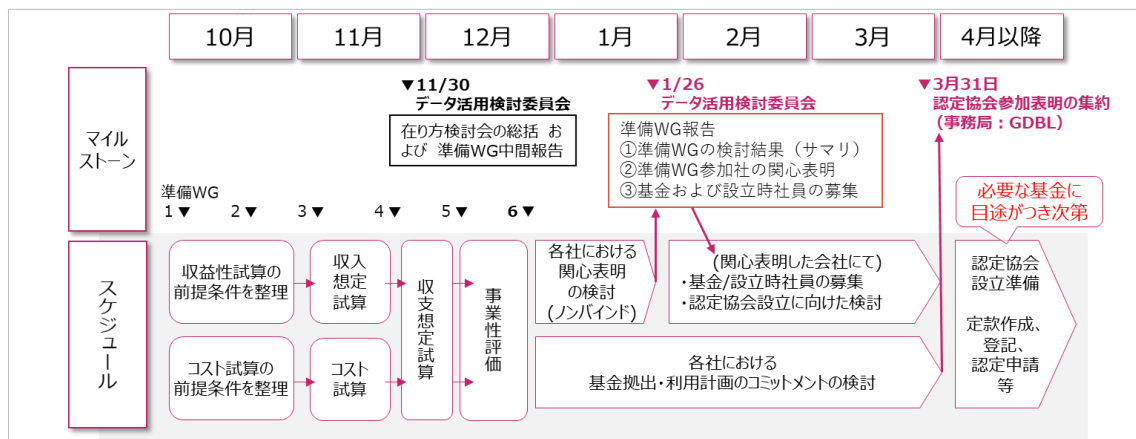 10月
11月
12月
1月
2月
3月
4月以降
マイル
ストーン
▼11/30
データ活用検討委員会
在り方検討会の総括 お
よび 準備WG中間報告
▼1/26
データ活用検討委員会
準備WG報告
①準備WGの検討結果（サマリ）
②準備WG参加社の関心表明
③基金および設立時社員の募集
▼3月31日
認定協会参加表明の集約
（事務局：GDBL）
準備WG
1 ▼ 2 ▼ 3 ▼ 4 ▼ 5 ▼ 6 ▼
必要な基金に
目途がつき次第
スケジュール
収益性試算の
前提条件を整理
収入
想定
試算
コスト試算の
前提条件を整理
コスト
試算
収支想定試算
事業性評価
各社における
関心表明
の検討
(ノンバインド)
(関心表明した会社にて)
・基金/設立時社員の募集
・認定協会設立に向けた検討
各社における
基金拠出・利用計画のコミットメントの検討
認定協会
設立準備
定款作成、
登記、
認定申請
等